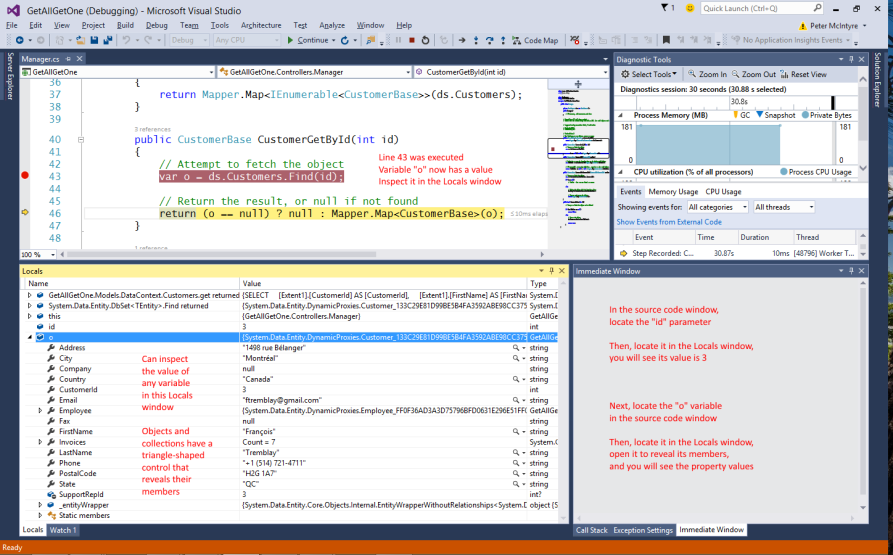 GetAllGetOne (Debugging) - Microsoft Visual Studio
1
Quick Launch (Ctrl+Q)
File Edit View Project Build Debug Team Tools Architecture Test Analyze Window Help
Peter McIntyre
Debug Any CPU Continue Code Map No Application Insights Events
Server Explorer
Solution Explorer
Manager.cs
GetAllGetOne GetAllGetOne.Controllers.Manager CustomerGetById(int id)
36 {
37 return Mapper.Map<IEnumerable<CustomerBase>>(ds.Customers);
38 }
39
3 references
40 public CustomerBase CustomerGetById(int id)
41 {
42 // Attempt to fetch the object
43 var o = ds.Customers.Find(id);
44
45 // Return the result, or null if not found
46 return (o == null) ? null : Mapper.Map<CustomerBase>(o); ≤10ms elaps
47 }
48
1 reference
Line 43 was executed
Variable "o" now has a value
Inspect it in the Locals window
100 %
Diagnostic Tools
Select Tools Zoom In Zoom Out Reset View
Diagnostics session: 30 seconds (30.88 s selected)
30.8s
Process Memory (MB) GC Snapshot Private Bytes
181 181
0 0
CPU utilization (% of all processors) Process CPU Usage
Events Memory Usage CPU Usage
Showing events for: All categories All threads
Show Events from External Code
Event Time Duration Thread
Step Recorded: C... 30.87s 10ms [48796] Worker T...
Locals
Name Value Type
GetAllGetOne.Models.DataContext.Customers.get returned {SELECT [Extent1].[CustomerId] AS [CustomerId], [Extent1].[FirstName] AS [FirstNa System.D
System.Data.Entity.DbSet<TEntity>.Find returned {System.Data.Entity.DynamicProxies.Customer_133C29E81D99BE5B4FA3592ABE98CC375 System.D
this {GetAllGetOne.Controllers.Manager} GetAllGe
id 3 int
o {System.Data.Entity.DynamicProxies.Customer_133C29E81D99BE5B4FA3592ABE98CC375 GetAllGe
Address "1498 rue Bélanger" string
City "Montréal" string
Company null string
Country "Canada" string
CustomerId 3 int
Email "ftremblay@gmail.com" string
Employee {System.Data.Entity.DynamicProxies.Employee_FF0F36AD3A3D75796BFD0631E296E51FF GetAllGe
Fax null string
FirstName "François" string
Invoices Count = 7 System.C
LastName "Tremblay" string
Phone "+1 (514) 721-4711" string
PostalCode "H2G 1A7" string
State "QC" string
SupportRepId 3 int?
_entityWrapper {System.Data.Entity.Core.Objects.Internal.EntityWrapperWithoutRelationships<System.D object {S
Static members
Can inspect
the value of
any variable
in this Locals
window
Objects and
collections have a
triangle-shaped
control that
reveals their
members
Locals Watch 1
Immediate Window
In the source code window,
locate the "id" parameter
Then, locate it in the Locals window,
you will see its value is 3
Next, locate the "o" variable
in the source code window
Then, locate it in the Locals window,
open it to reveal its members,
and you will see the property values
Call Stack Exception Settings Immediate Window
Ready